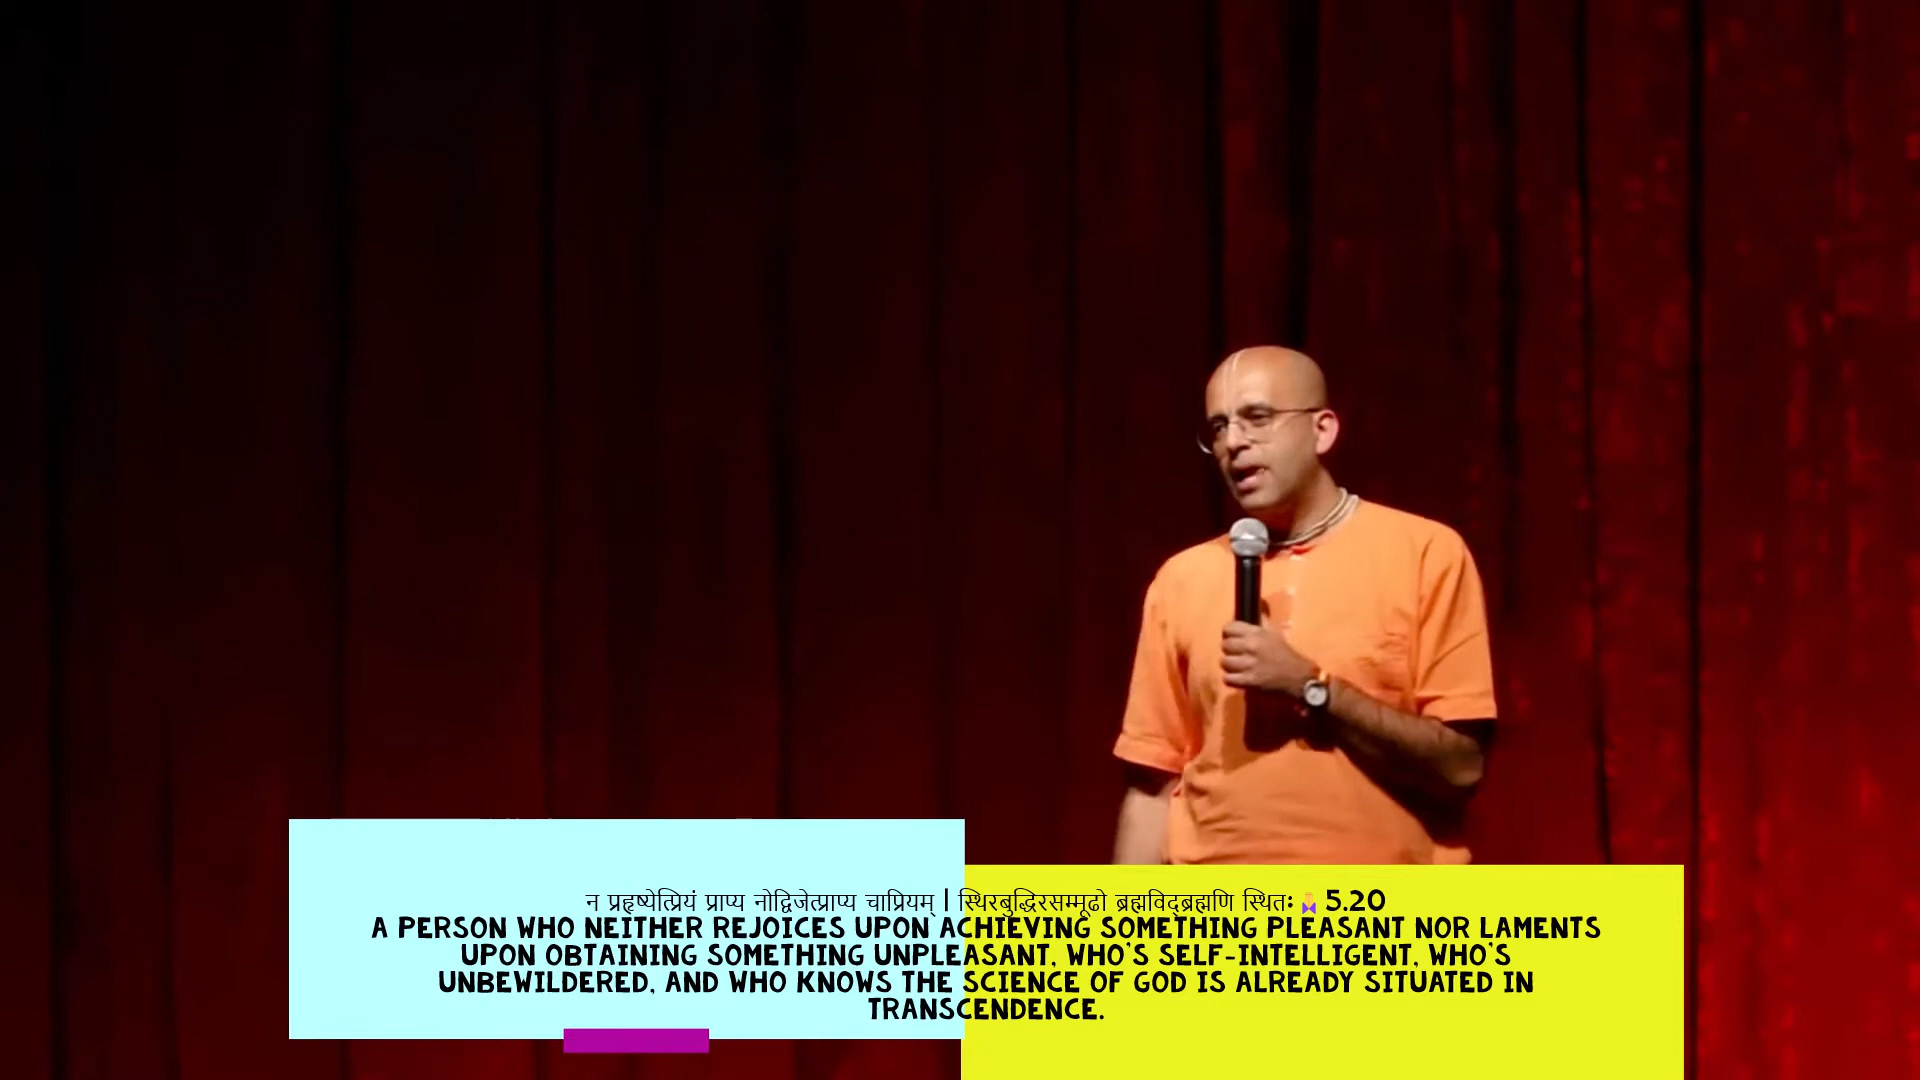 न प्रहृष्येत्प्रियं प्राप्य नोद्विजेत्प्राप्य चाप्रियम् | स्थिरबुद्धिरसम्मूढो ब्रह्मविद्ब्रह्मणि स्थितः 5.20
A PERSON WHO NEITHER REJOICES UPON ACHIEVING SOMETHING PLEASANT NOR LAMENTS
UPON OBTAINING SOMETHING UNPLEASANT, WHO'S SELF-INTELLIGENT, WHO'S
UNBEWILDERED, AND WHO KNOWS THE SCIENCE OF GOD IS ALREADY SITUATED IN
TRANSCENDENCE.